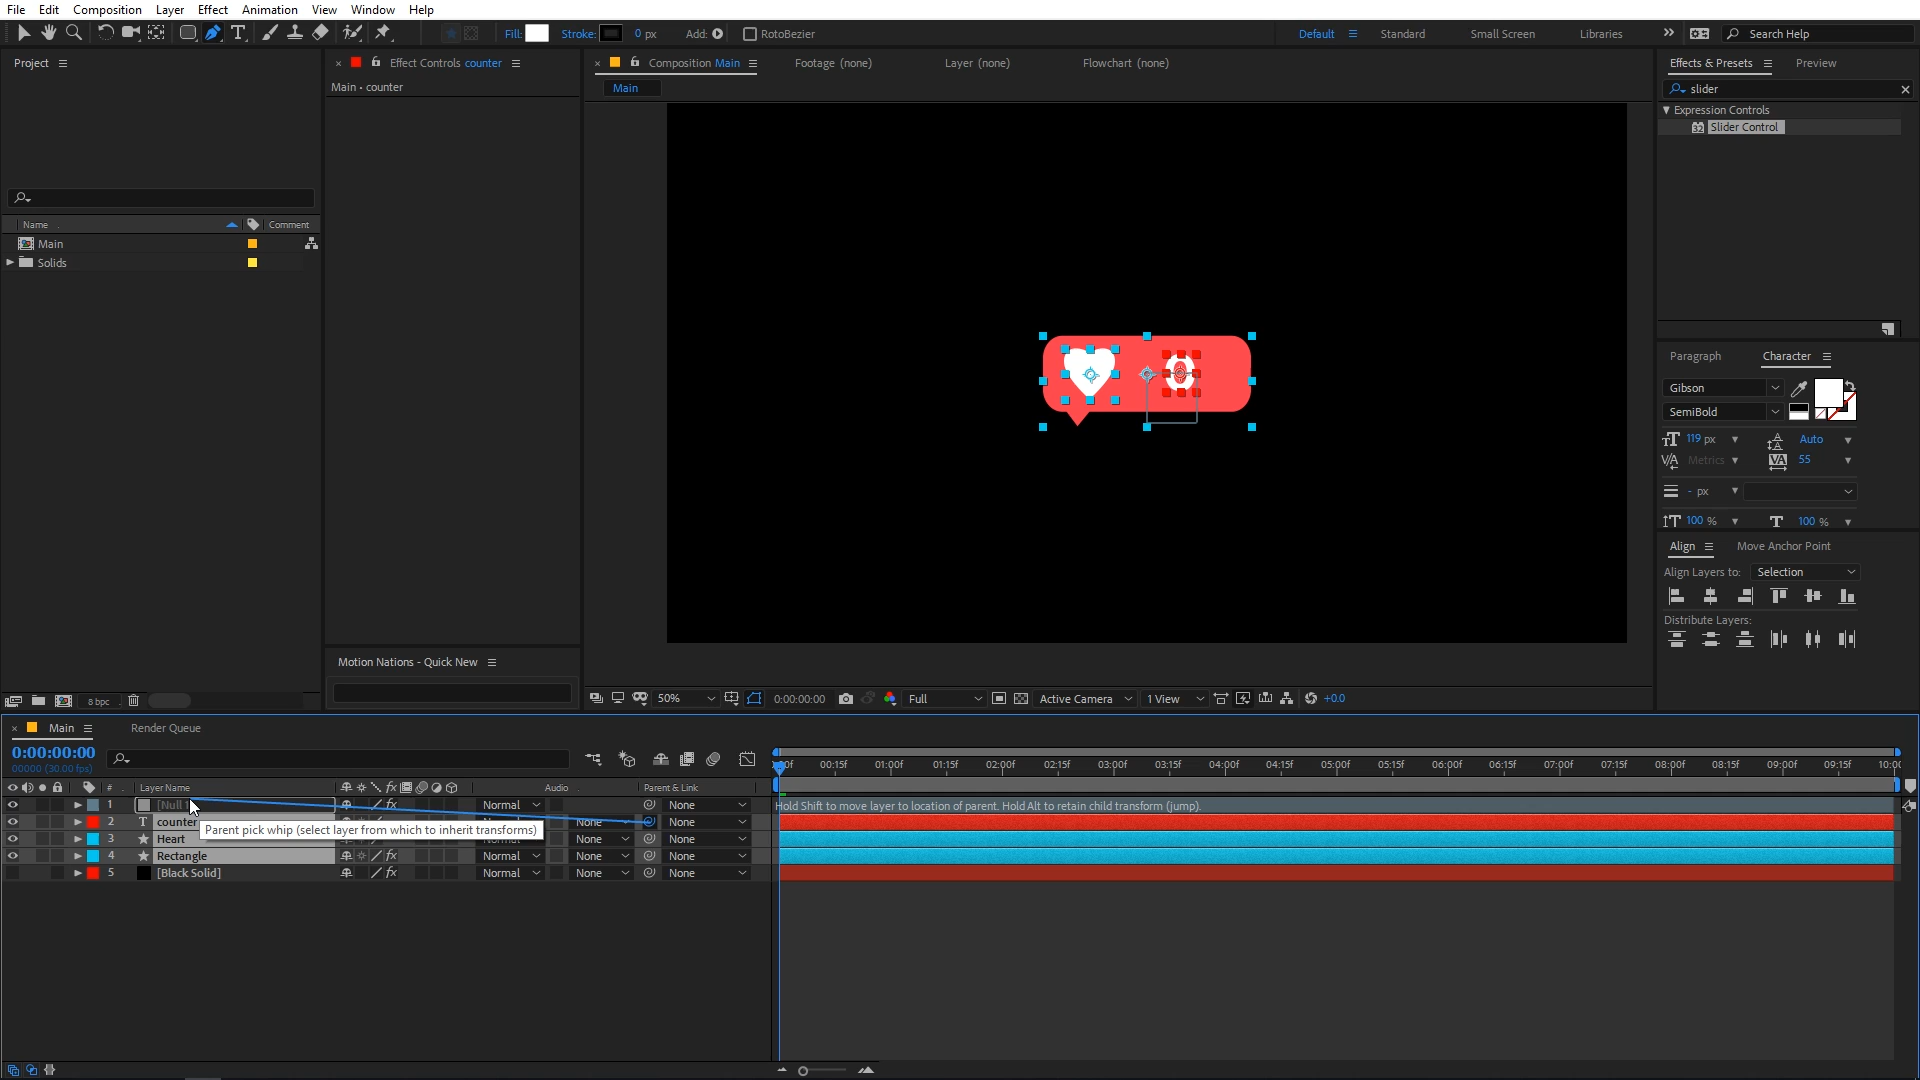 File Edit Composition Layer Effect Animation View Window Help
Fill: Stroke: 0 px Add: RotoBezier Default Standard Small Screen Libraries Search Help
Project
Name Comment
Main
Solids
8 bpc
Effect Controls counter
Main • counter
Motion Nations - Quick New
Composition Main Footage (none) Layer (none) Flowchart (none)
Main
0
50% 0:00:00:00 Full Active Camera 1 View +0.0
Effects & Presets Preview
slider
Expression Controls
32 Slider Control
Paragraph Character
Gibson
SemiBold
119 px Auto
Metrics 55
- px
100 % 100 %
Align Move Anchor Point
Align Layers to: Selection
Distribute Layers:
Main Render Queue
0:00:00:00
00000 (30.00 fps)
00:15f 01:00f 01:15f 02:00f 02:15f 03:00f 03:15f 04:00f 04:15f 05:00f 05:15f 06:00f 06:15f 07:00f 07:15f 08:00f 08:15f 09:00f 09:15f 10:00
# Layer Name Audio Parent & Link
1 [Null Normal None
Hold Shift to move layer to location of parent. Hold Alt to retain child transform (jump).
2 T counter None None
Parent pick whip (select layer from which to inherit transforms)
3 Heart None None
4 Rectangle Normal None None
5 [Black Solid] Normal None None